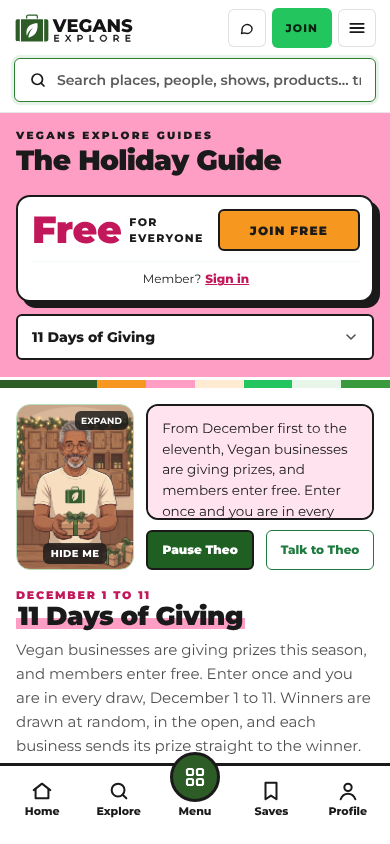 VEGANS
EXPLORE
JOIN
Search places, people, shows, products...
VEGANS EXPLORE GUIDES
The Holiday Guide
Free FOR EVERYONE
JOIN FREE
Member? Sign in
11 Days of Giving
EXPAND
HIDE ME
From December first to the
eleventh, Vegan businesses
are giving prizes, and
members enter free. Enter
once and you are in every
Pause Theo
Talk to Theo
DECEMBER 1 TO 11
11 Days of Giving
Vegan businesses are giving prizes this season,
and members enter free. Enter once and you
are in every draw, December 1 to 11. Winners are
drawn at random, in the open, and each
business sends its prize straight to the winner.
Home
Explore
Menu
Saves
Profile